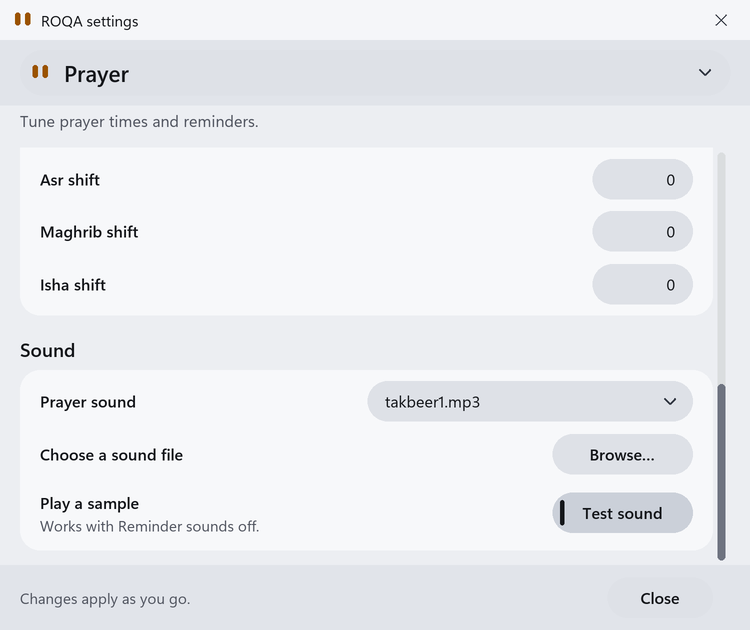 ROQA settings
Prayer
Tune prayer times and reminders.
Asr shift
0
Maghrib shift
0
Isha shift
0
Sound
Prayer sound
takbeer1.mp3
Choose a sound file
Browse...
Play a sample
Works with Reminder sounds off.
Test sound
Changes apply as you go.
Close